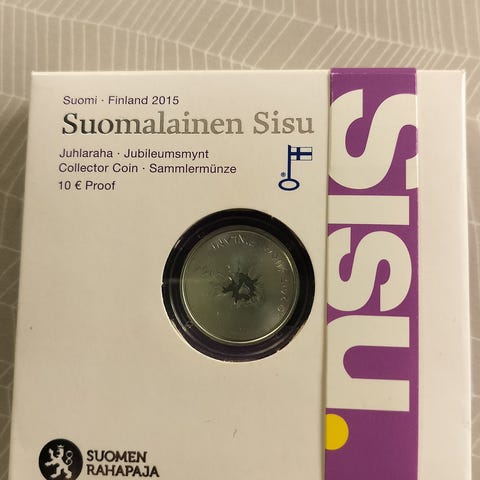 Suomi · Finland 2015
Suomalainen Sisu
Juhlaraha · Jubileumsmynt
Collector Coin · Sammlermünze
10 € Proof
SISU
SUOMEN
RAHAPAJA